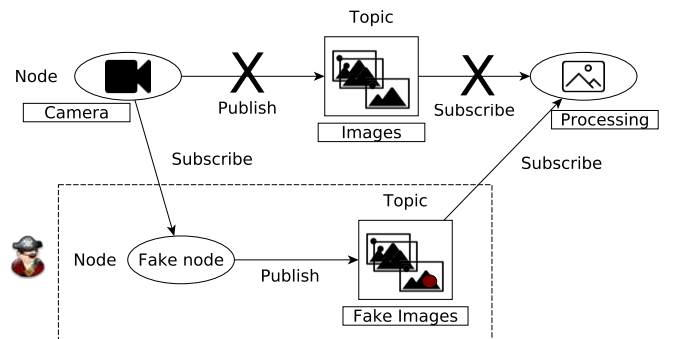 Topic
Node
Publish
Subscribe
Camera
Images
Processing
Subscribe
Subscribe
Topic
Node
Fake node
Publish
Fake Images